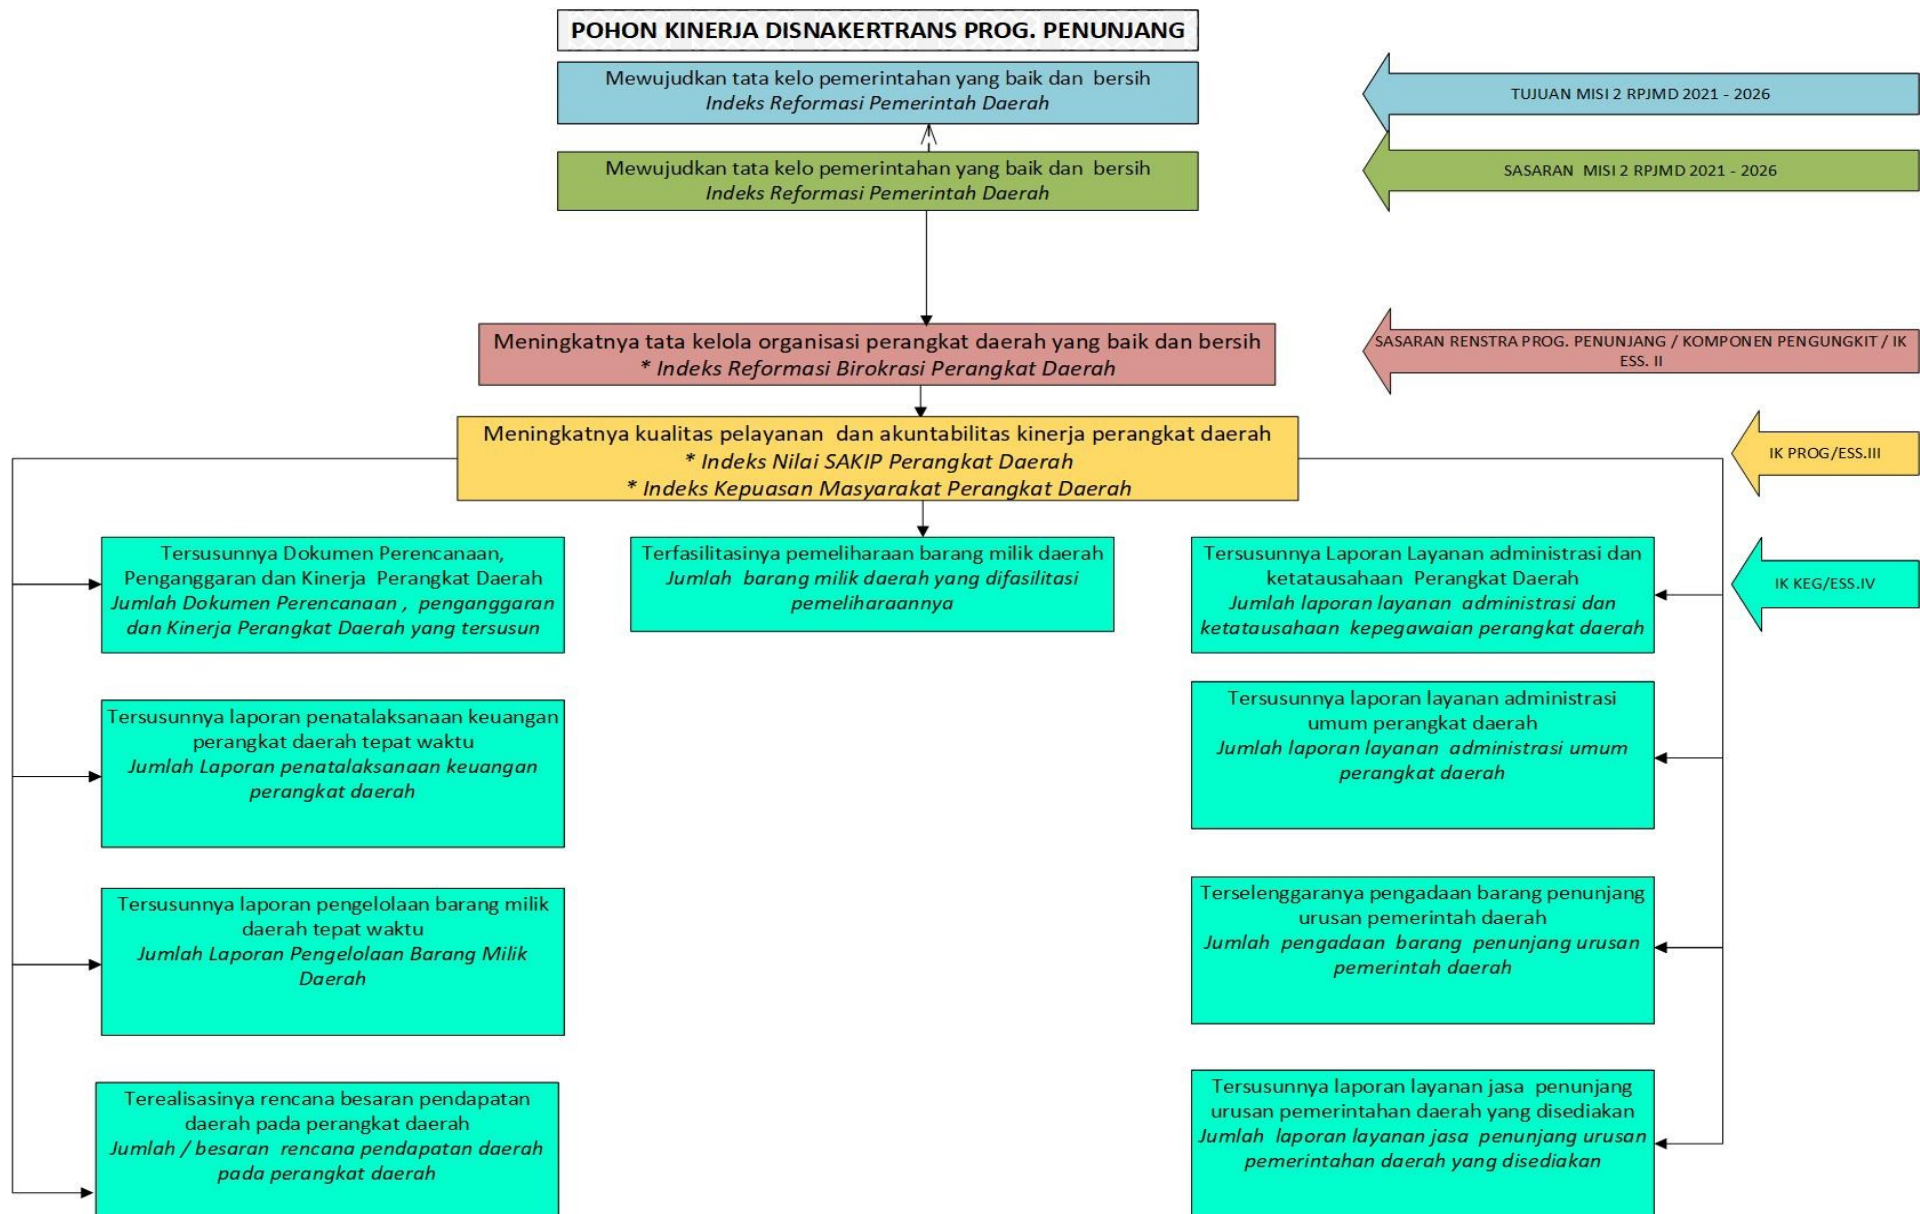 POHON KINERJA DISNAKERTRANS PROG. PENUNJANG
Mewujudkan tata kelo pemerintahan yang baik dan bersih
Indeks Reformasi Pemerintah Daerah
TUJUAN MISI 2 RPJMD 2021 - 2026
Mewujudkan tata kelo pemerintahan yang baik dan bersih
Indeks Reformasi Pemerintah Daerah
SASARAN MISI 2 RPJMD 2021 - 2026
Meningkatnya tata kelola organisasi perangkat daerah yang baik dan bersih
* Indeks Reformasi Birokrasi Perangkat Daerah
SASARAN RENSTRA PROG. PENUNJANG / KOMPONEN PENGUNGKIT / IK
ESS. II
Meningkatnya kualitas pelayanan dan akuntabilitas kinerja perangkat daerah
* Indeks Nilai SAKIP Perangkat Daerah
* Indeks Kepuasan Masyarakat Perangkat Daerah
IK PROG/ESS.III
Tersusunnya Dokumen Perencanaan,
Penganggaran dan Kinerja Perangkat Daerah
Jumlah Dokumen Perencanaan , penganggaran
dan Kinerja Perangkat Daerah yang tersusun
Terfasilitasinya pemeliharaan barang milik daerah
Jumlah barang milik daerah yang difasilitasi
pemeliharaannya
Tersusunnya Laporan Layanan administrasi dan
ketatausahaan Perangkat Daerah
Jumlah laporan layanan administrasi dan
ketatausahaan kepegawaian perangkat daerah
IK KEG/ESS.IV
Tersusunnya laporan penatalaksanaan keuangan
perangkat daerah tepat waktu
Jumlah Laporan penatalaksanaan keuangan
perangkat daerah
Tersusunnya laporan layanan administrasi
umum perangkat daerah
Jumlah laporan layanan administrasi umum
perangkat daerah
Tersusunnya laporan pengelolaan barang milik
daerah tepat waktu
Jumlah Laporan Pengelolaan Barang Milik
Daerah
Terselenggaranya pengadaan barang penunjang
urusan pemerintah daerah
Jumlah pengadaan barang penunjang urusan
pemerintah daerah
Terealisasinya rencana besaran pendapatan
daerah pada perangkat daerah
Jumlah / besaran rencana pendapatan daerah
pada perangkat daerah
Tersusunnya laporan layanan jasa penunjang
urusan pemerintahan daerah yang disediakan
Jumlah laporan layanan jasa penunjang urusan
pemerintahan daerah yang disediakan